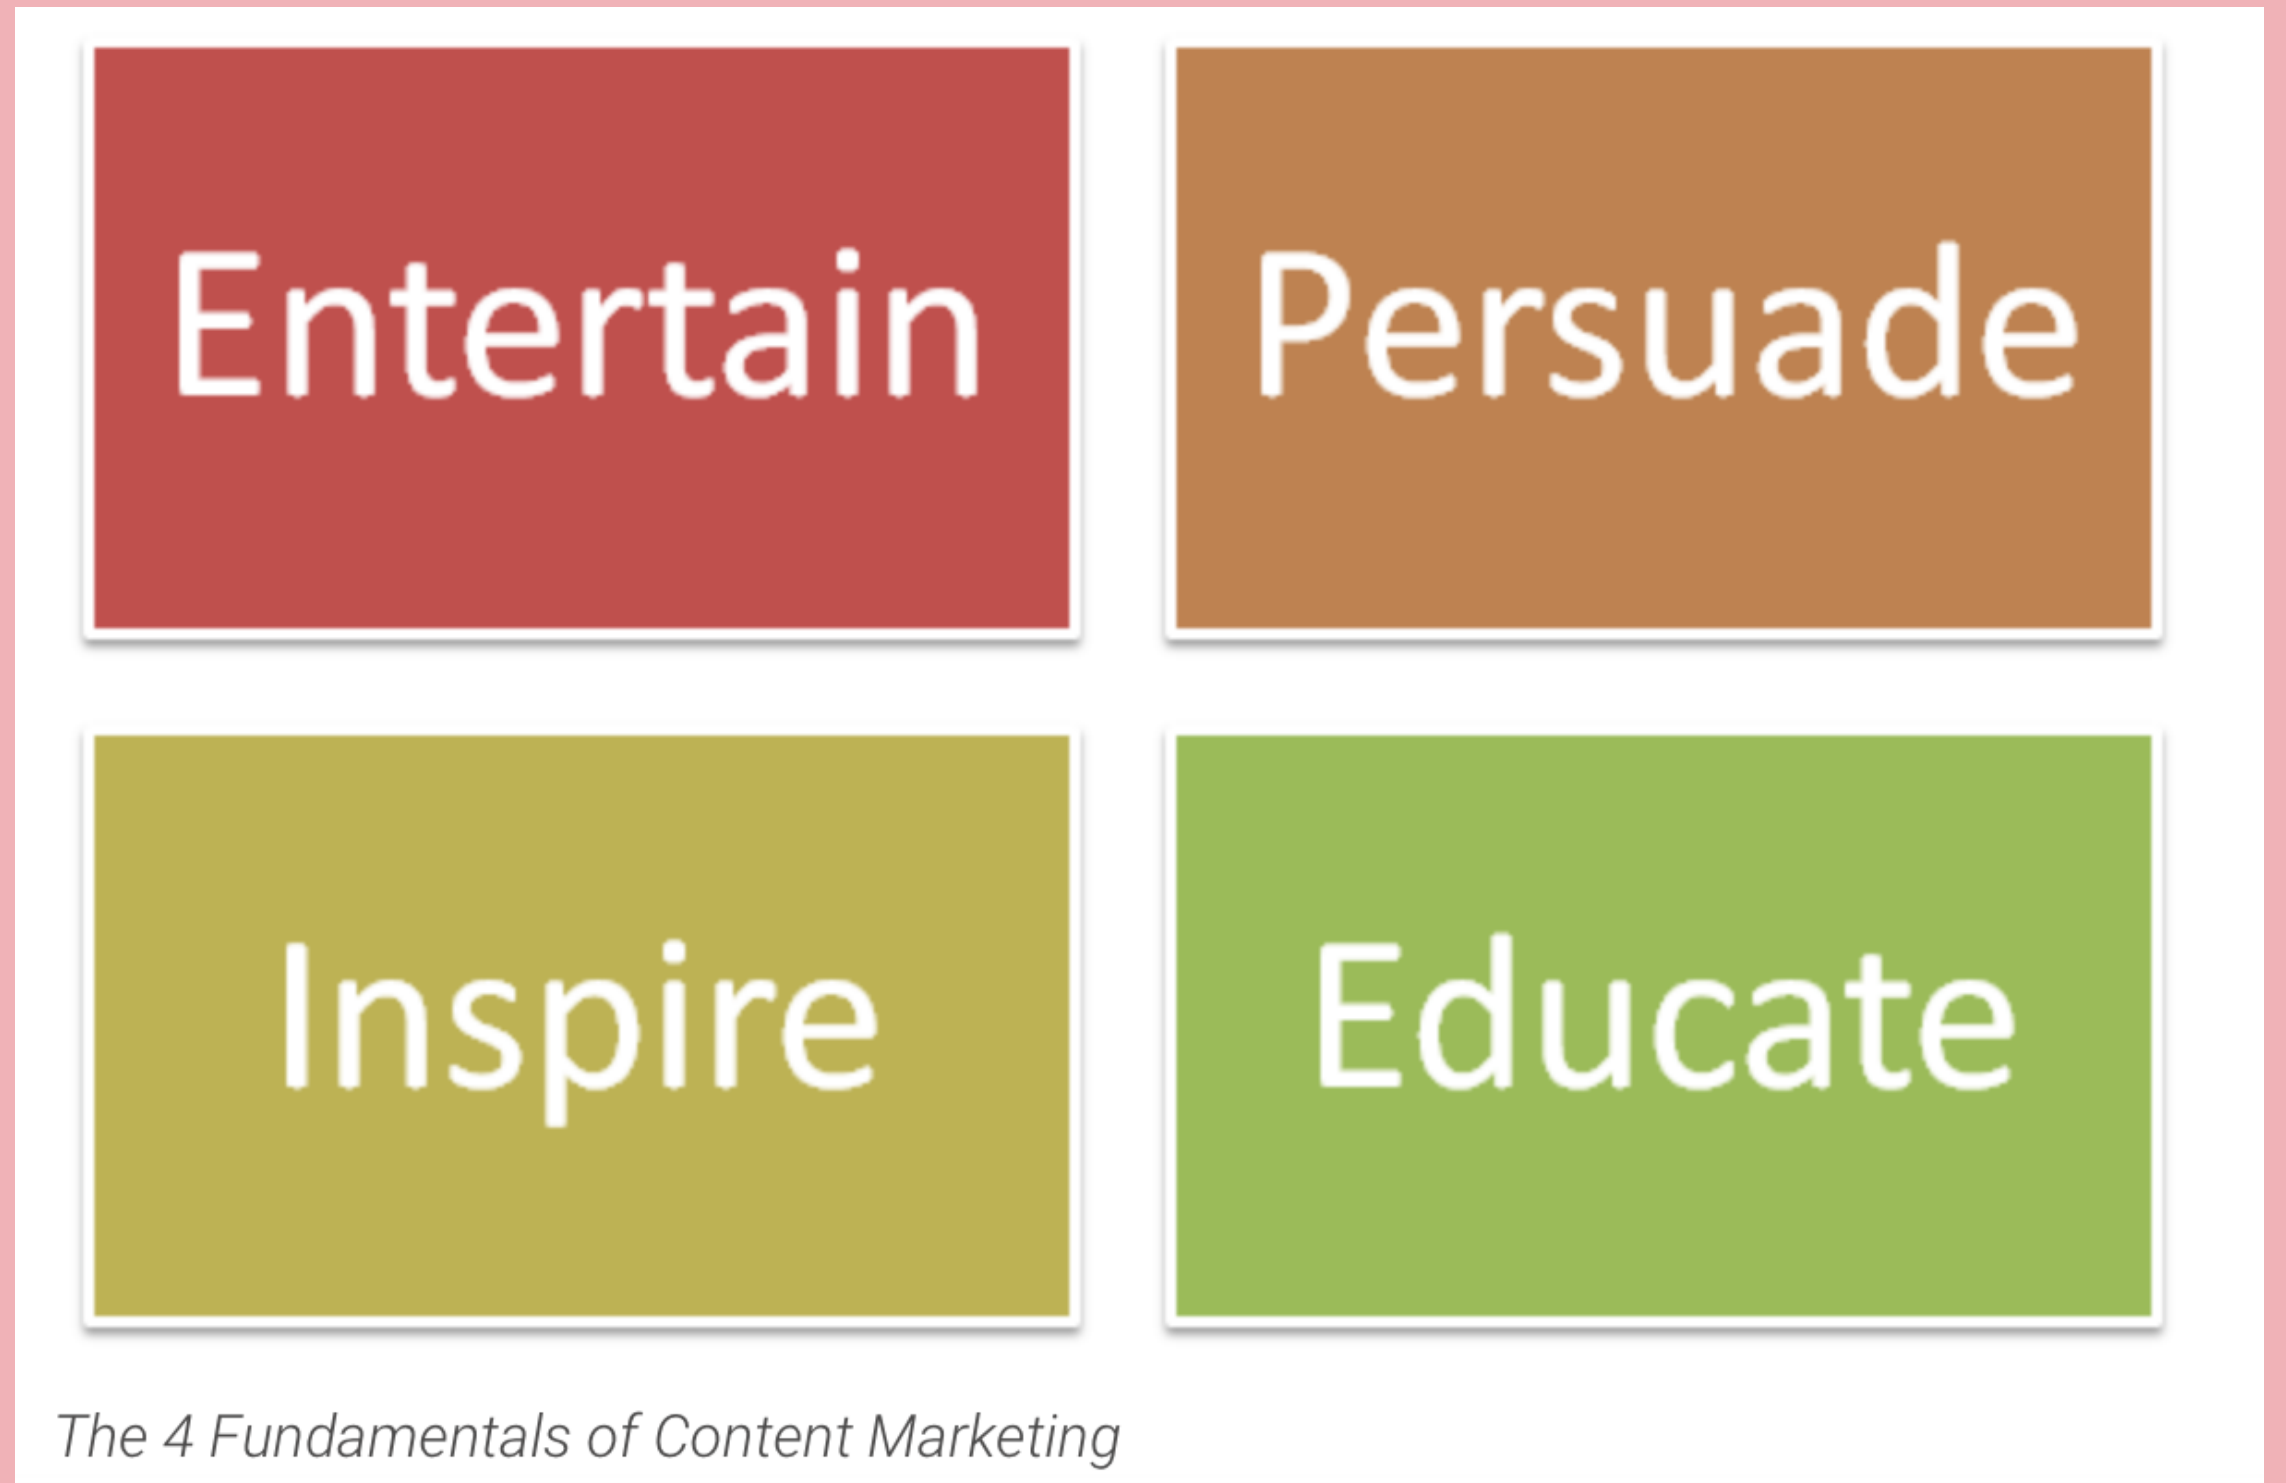 Entertain
Persuade
Inspire
Educate
The 4 Fundamentals of Content Marketing